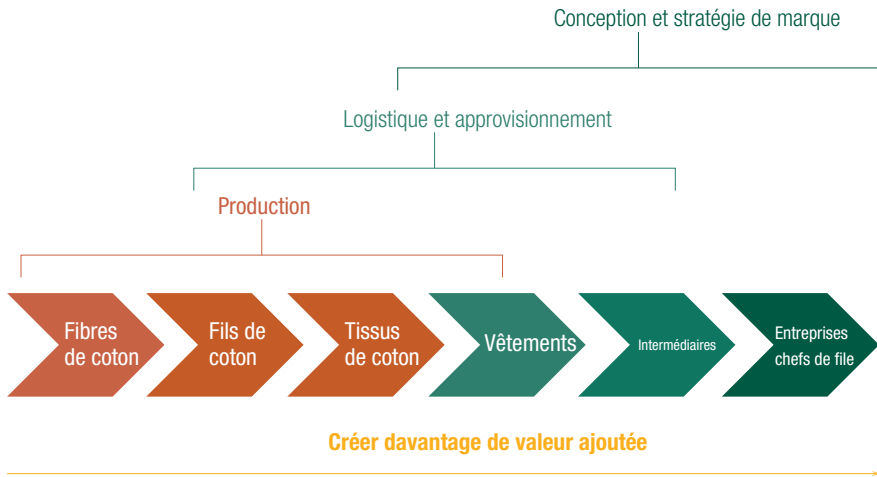 Conception et stratégie de marque
Logistique et approvisionnement
Production
Fibres
de coton
Fils de
coton
Tissus
de coton
Vêtements
Intermédiaires
Entreprises
chefs de file
Créer davantage de valeur ajoutée